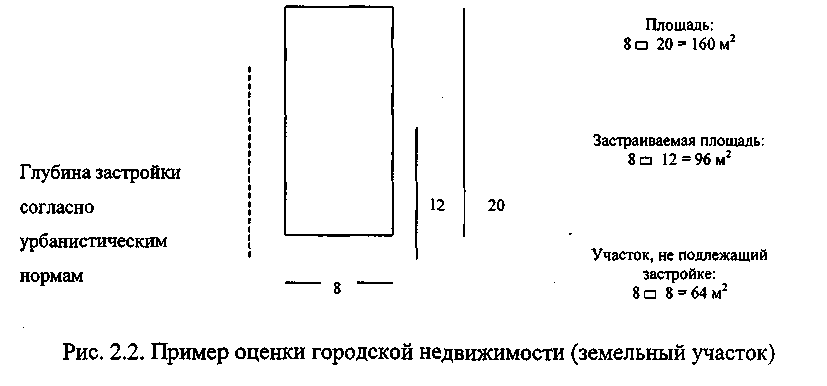 Площадь:
8 □ 20 = 160 м²
Застраиваемая площадь:
8 □ 12 = 96 м²
Глубина застройки
согласно
урбанистическим
нормам
12
20
8
Участок, не подлежащий
застройке:
8 □ 8 = 64 м²
Рис. 2.2. Пример оценки городской недвижимости (земельный участок)